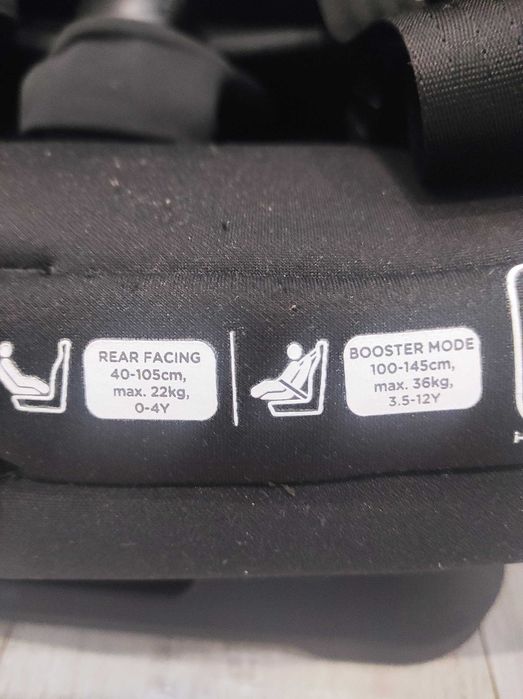 REAR FACING
40-105cm,
max. 22kg,
0-4Y
BOOSTER MODE
100-145cm,
max. 36kg,
3.5-12Y